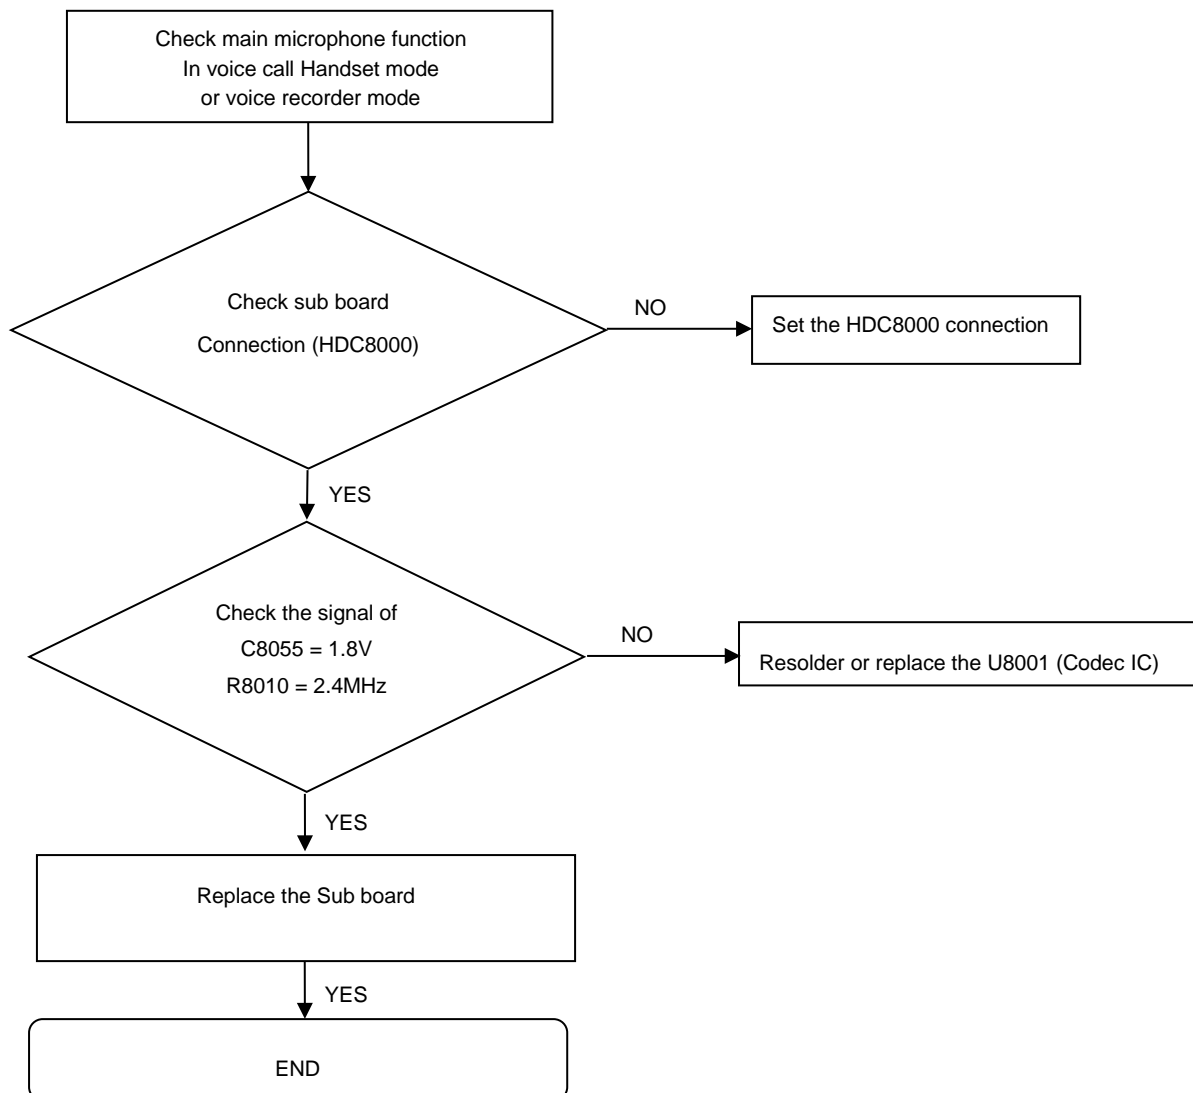 Check main microphone function
In voice call Handset mode
or voice recorder mode
Check sub board
Connection (HDC8000)
NO
Set the HDC8000 connection
YES
Check the signal of
C8055 = 1.8V
R8010 = 2.4MHz
NO
Resolder or replace the U8001 (Codec IC)
YES
Replace the Sub board
YES
END